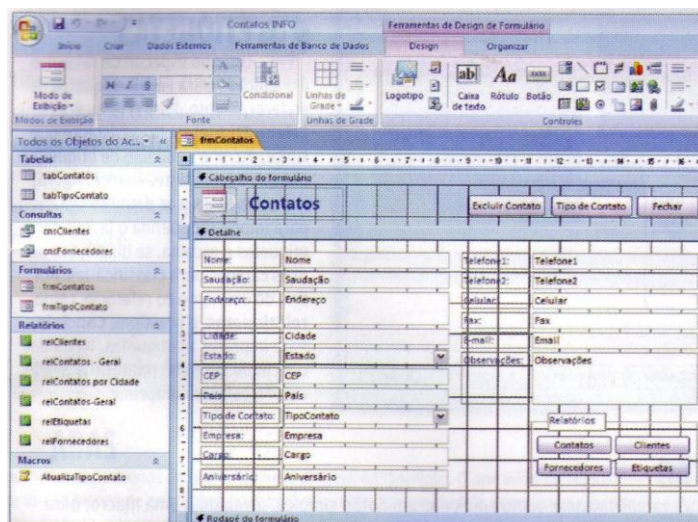 Contatos INFO
Ferramentas de Design de Formulário
Início Criar Dados Externos Ferramentas de Banco de Dados Design Organizar
Modo de Exibição
Modos de Exibição
N I S
Condicional
Fonte
Linhas de Grade
Linhas de Grade
Logotipo
ab|
Caixa de texto
Aa
Rótulo
Botão
Controles
Todos os Objetos do Ac...
Tabelas
tabContatos
tabTipoContato
Consultas
cnsClientes
cnsFornecedores
Formulários
frmContatos
frmTipoContato
Relatórios
relClientes
relContatos - Geral
relContatos por Cidade
relContatos-Geral
relEtiquetas
relFornecedores
Macros
AtualizaTipoContato
frmContatos
Cabeçalho do formulário
Contatos
Excluir Contato Tipo de Contato Fechar
Detalhe
Nome: Nome
Saudação: Saudação
Endereço: Endereço
Cidade: Cidade
Estado: Estado
CEP: CEP
País: País
Tipo de Contato: TipoContato
Empresa: Empresa
Cargo: Cargo
Aniversário: Aniversário
Telefone1: Telefone1
Telefone2: Telefone2
Celular: Celular
Fax: Fax
E-mail: Email
Observações: Observações
Relatórios
Contatos Clientes
Fornecedores Etiquetas
Rodapé do formulário